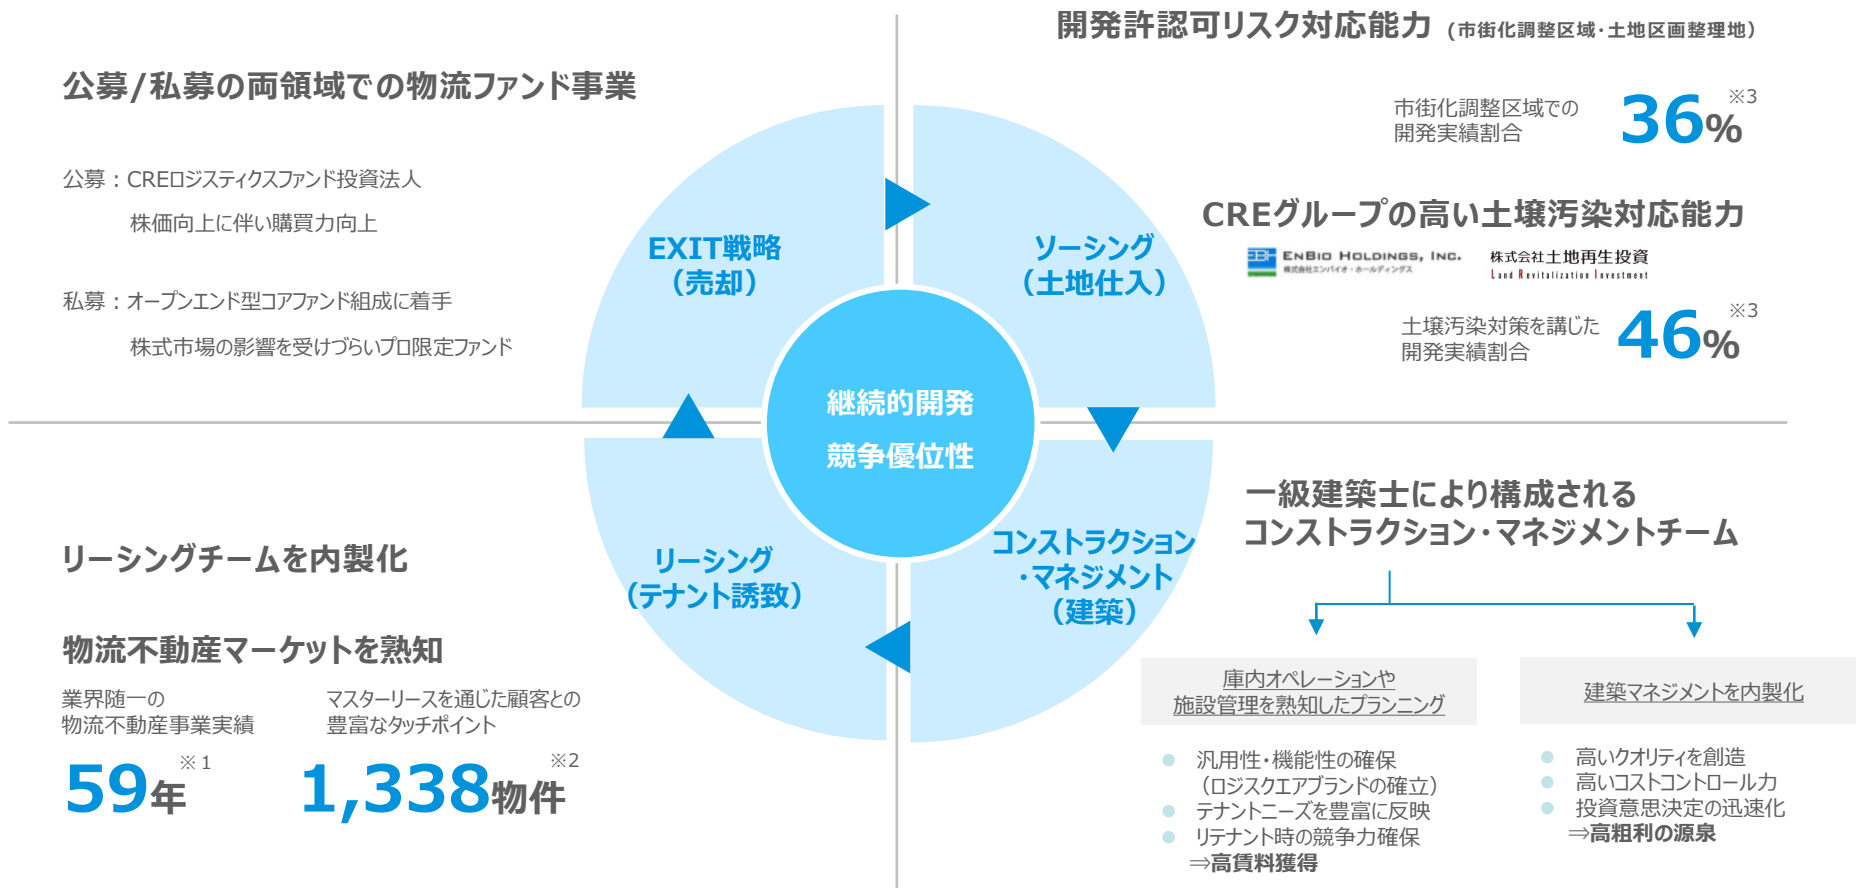 公募/私募の両領域での物流ファンド事業
公募：CREロジスティクスファンド投資法人
株価向上に伴い購買力向上
私募：オープンエンド型コアファンド組成に着手
株式市場の影響を受けづらいプロ限定ファンド
開発許認可リスク対応能力 (市街化調整区域・土地区画整理地)
市街化調整区域での
開発実績割合
36% ※3
CREグループの高い土壌汚染対応能力
ENBIO HOLDINGS, INC.
株式会社エンバイオ・ホールディングス
株式会社土地再生投資
Land Revitalization Investment
土壌汚染対策を講じた
開発実績割合
46% ※3
EXIT戦略
（売却）
ソーシング
（土地仕入）
継続的開発
競争優位性
リーシング
（テナント誘致）
コンストラクション
・マネジメント
（建築）
リーシングチームを内製化
物流不動産マーケットを熟知
業界随一の
物流不動産事業実績
59年 ※1
マスターリースを通じた顧客との
豊富なタッチポイント
1,338物件 ※2
一級建築士により構成される
コンストラクション・マネジメントチーム
庫内オペレーションや
施設管理を熟知したプランニング
● 汎用性・機能性の確保
（ロジスクエアブランドの確立）
● テナントニーズを豊富に反映
● リテナント時の競争力確保
⇒高賃料獲得
建築マネジメントを内製化
● 高いクオリティを創造
● 高いコストコントロール力
● 投資意思決定の迅速化
⇒高粗利の源泉